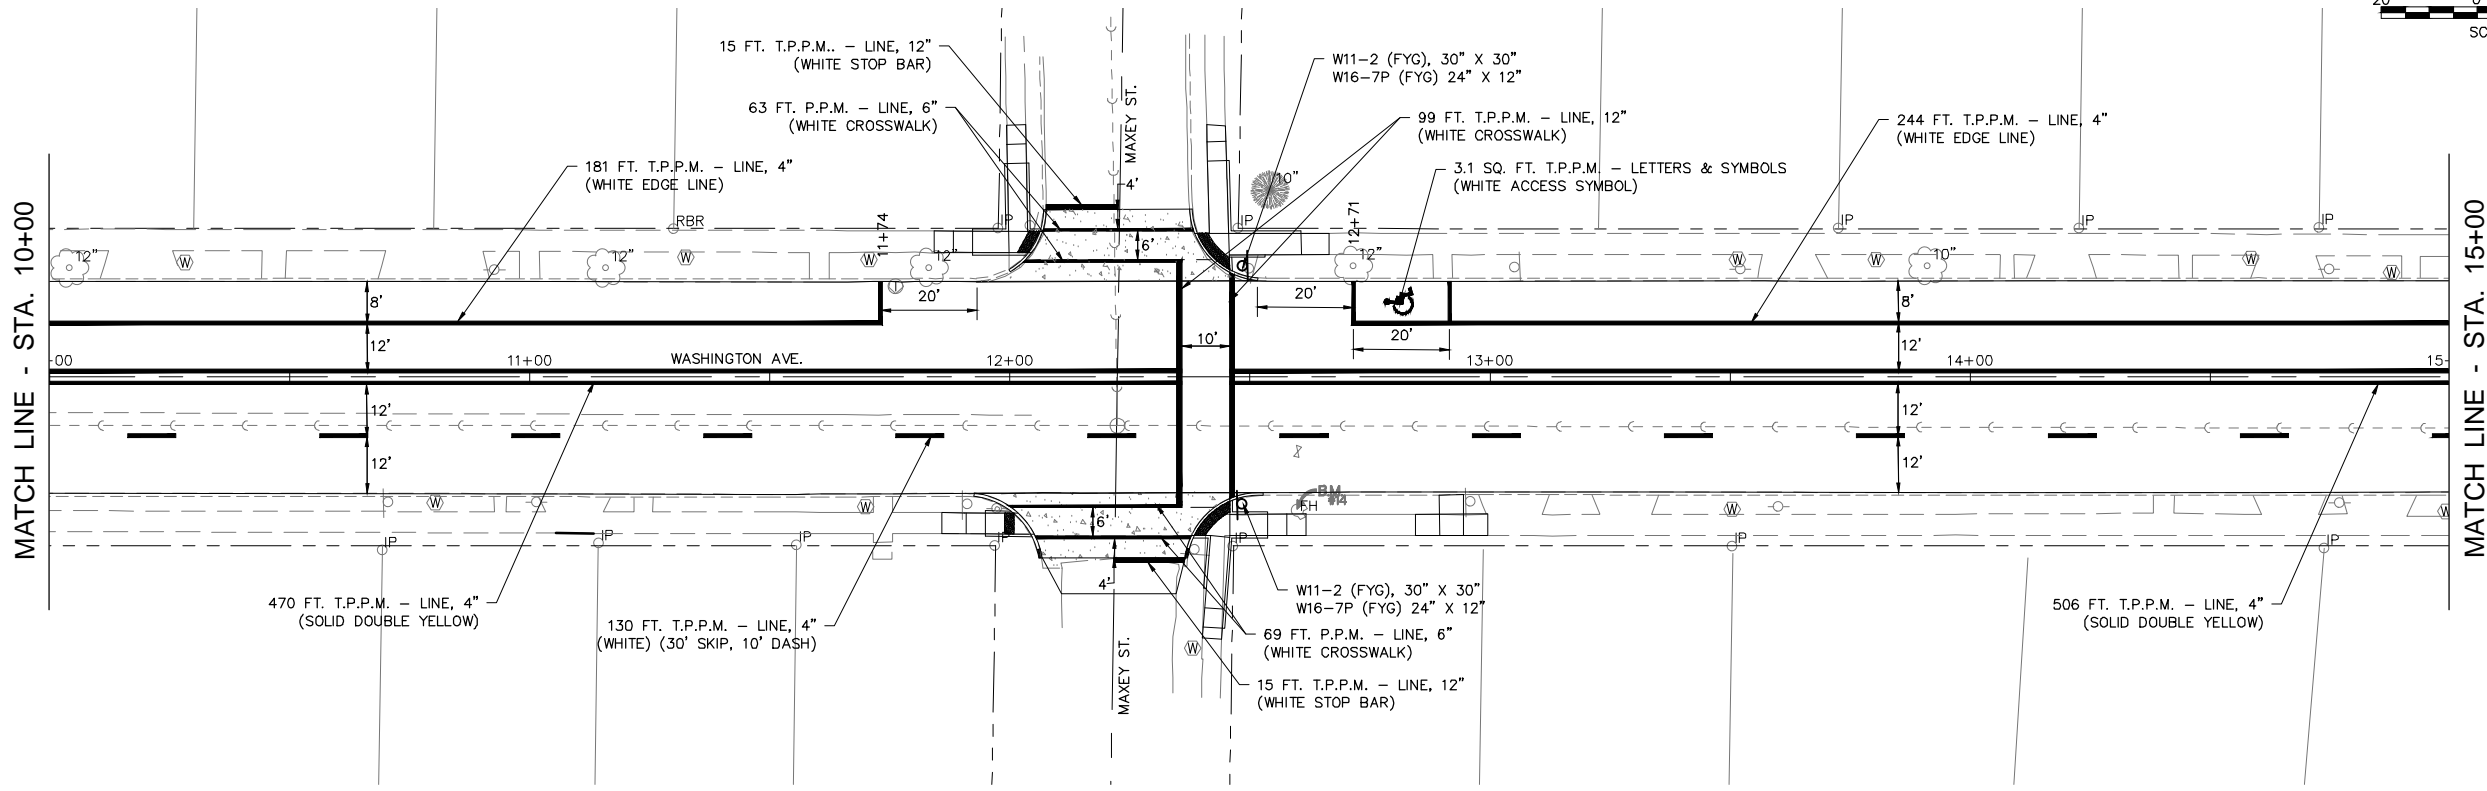 20'
0
SC
15 FT. T.P.P.M.. – LINE, 12"
(WHITE STOP BAR)
63 FT. P.P.M. – LINE, 6"
(WHITE CROSSWALK)
181 FT. T.P.P.M. – LINE, 4"
(WHITE EDGE LINE)
MAXEY ST.
W11–2 (FYG), 30" X 30"
W16–7P (FYG) 24" X 12"
99 FT. T.P.P.M. – LINE, 12"
(WHITE CROSSWALK)
3.1 SQ. FT. T.P.P.M. – LETTERS & SYMBOLS
(WHITE ACCESS SYMBOL)
244 FT. T.P.P.M. – LINE, 4"
(WHITE EDGE LINE)
MATCH LINE - STA. 10+00
MATCH LINE - STA. 15+00
4'
10"
RBR
11+74
IP
IP
12+71
IP
IP
IP
12"
W
12"
W
W
12"
6'
12"
W
W
10"
W
W
T
8'
20'
20'
8'
12'
10'
20'
12'
-00
11+00
WASHINGTON AVE.
12+00
13+00
14+00
15-
12'
12'
12'
12'
W
W
BM
#14
FH
W
W
6'
IP
IP
IP
IP
IP
IP
IP
4'
470 FT. T.P.P.M. – LINE, 4"
(SOLID DOUBLE YELLOW)
130 FT. T.P.P.M. – LINE, 4"
(WHITE) (30' SKIP, 10' DASH)
W11–2 (FYG), 30" X 30"
W16–7P (FYG) 24" X 12"
69 FT. P.P.M. – LINE, 6"
(WHITE CROSSWALK)
W
MAXEY ST.
15 FT. T.P.P.M. – LINE, 12"
(WHITE STOP BAR)
506 FT. T.P.P.M. – LINE, 4"
(SOLID DOUBLE YELLOW)